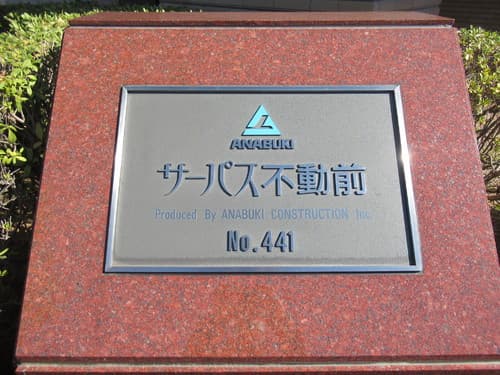 ANABUKI
サーパス不動前
Produced By ANABUKI CONSTRUCTION Inc.
No.441